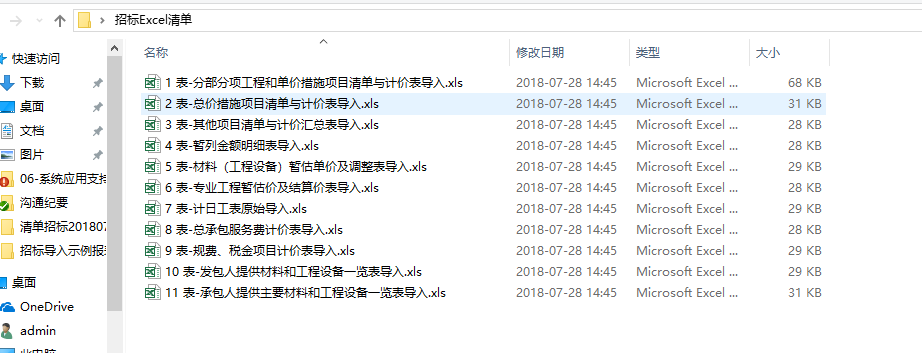 招标Excel清单
名称 修改日期 类型 大小
快速访问
下载
桌面
文档
图片
06-系统应用支持
沟通纪要
清单招标201807
招标导入示例报
桌面
OneDrive
admin
此电脑
1 表-分部分项工程和单价措施项目清单与计价表导入.xls 2018-07-28 14:45 Microsoft Excel ... 68 KB
2 表-总价措施项目清单与计价表导入.xls 2018-07-28 14:45 Microsoft Excel ... 31 KB
3 表-其他项目清单与计价汇总表导入.xls 2018-07-28 14:45 Microsoft Excel ... 28 KB
4 表-暂列金额明细表导入.xls 2018-07-28 14:45 Microsoft Excel ... 28 KB
5 表-材料（工程设备）暂估单价及调整表导入.xls 2018-07-28 14:45 Microsoft Excel ... 29 KB
6 表-专业工程暂估价及结算价表导入.xls 2018-07-28 14:45 Microsoft Excel ... 28 KB
7 表-计日工表原始导入.xls 2018-07-28 14:45 Microsoft Excel ... 29 KB
8 表-总承包服务费计价表导入.xls 2018-07-28 14:45 Microsoft Excel ... 28 KB
9 表-规费、税金项目计价表导入.xls 2018-07-28 14:45 Microsoft Excel ... 29 KB
10 表-发包人提供材料和工程设备一览表导入.xls 2018-07-28 14:45 Microsoft Excel ... 29 KB
11 表-承包人提供主要材料和工程设备一览表导入.xls 2018-07-28 14:45 Microsoft Excel ... 31 KB